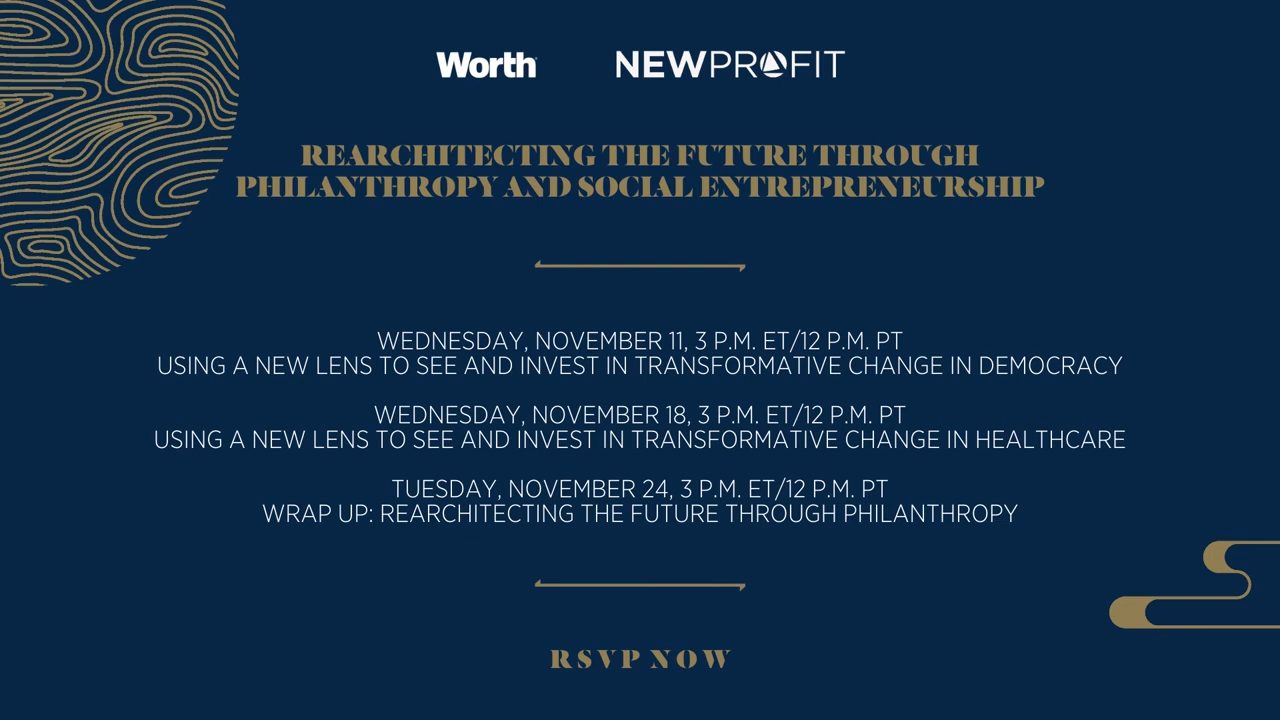 Worth NEWPROFIT
REARCHITECTING THE FUTURE THROUGH
PHILANTHROPY AND SOCIAL ENTREPRENEURSHIP
WEDNESDAY, NOVEMBER 11, 3 P.M. ET/12 P.M. PT
USING A NEW LENS TO SEE AND INVEST IN TRANSFORMATIVE CHANGE IN DEMOCRACY
WEDNESDAY, NOVEMBER 18, 3 P.M. ET/12 P.M. PT
USING A NEW LENS TO SEE AND INVEST IN TRANSFORMATIVE CHANGE IN HEALTHCARE
TUESDAY, NOVEMBER 24, 3 P.M. ET/12 P.M. PT
WRAP UP: REARCHITECTING THE FUTURE THROUGH PHILANTHROPY
RSVP NOW